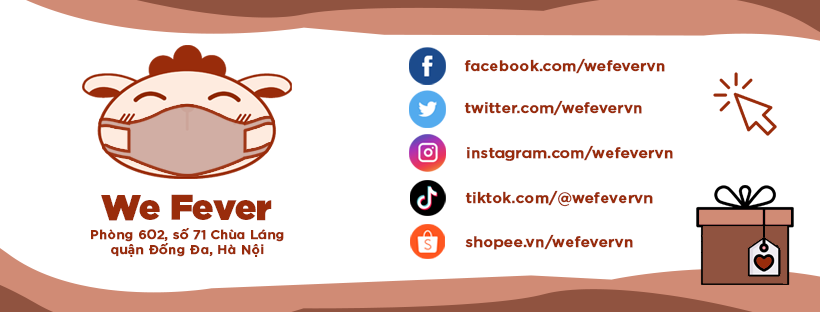 We Fever
Phòng 602, số 71 Chùa Láng
quận Đống Đa, Hà Nội
facebook.com/wefevervn
twitter.com/wefevervn
instagram.com/wefevervn
tiktok.com/@wefevervn
shopee.vn/wefevervn